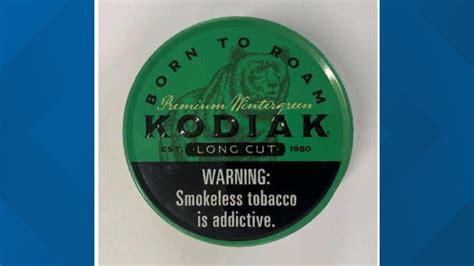 BORN TO ROAM
Premium Wintergreen
KODIAK
EST. LONG CUT 1980
WARNING:
Smokeless tobacco
is addictive.